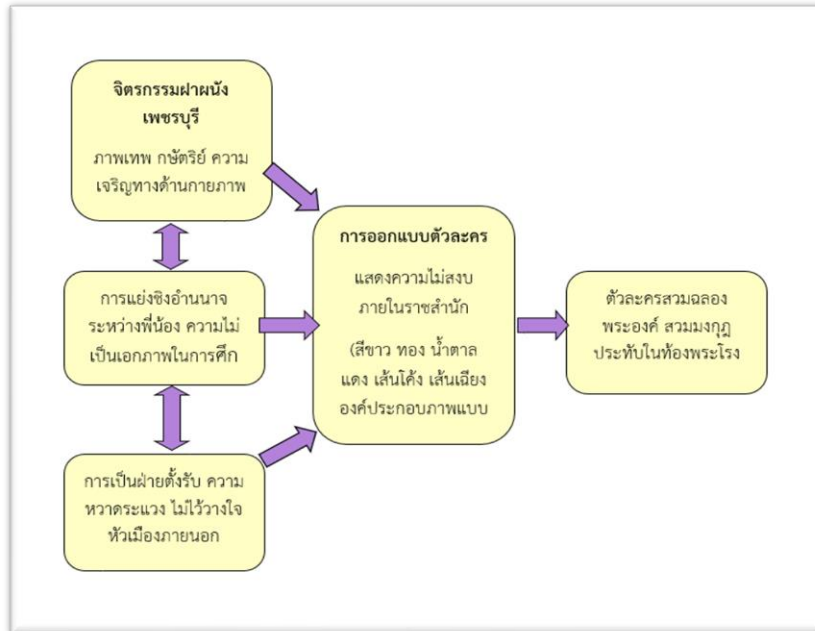 จิตรกรรมฝาผนัง
เพชรบุรี
ภาพเทพ กษัตริย์ ความ
เจริญทางด้านกายภาพ
การแย่งชิงอำนนาจ
ระหว่างพี่น้อง ความไม่
เป็นเอกภาพในการศึก
การเป็นฝ่ายตั้งรับ ความ
หวาดระแวง ไม่ไว้วางใจ
หัวเมืองภายนอก
การออกแบบตัวละคร
แสดงความไม่สงบ
ภายในราชสำนัก
(สีขาว ทอง น้ำตาล
แดง เส้นโค้ง เส้นเฉียง
องค์ประกอบภาพแบบ
ตัวละครสวมฉลอง
พระองค์ สวมมงกุฎ
ประทับในท้องพระโรง